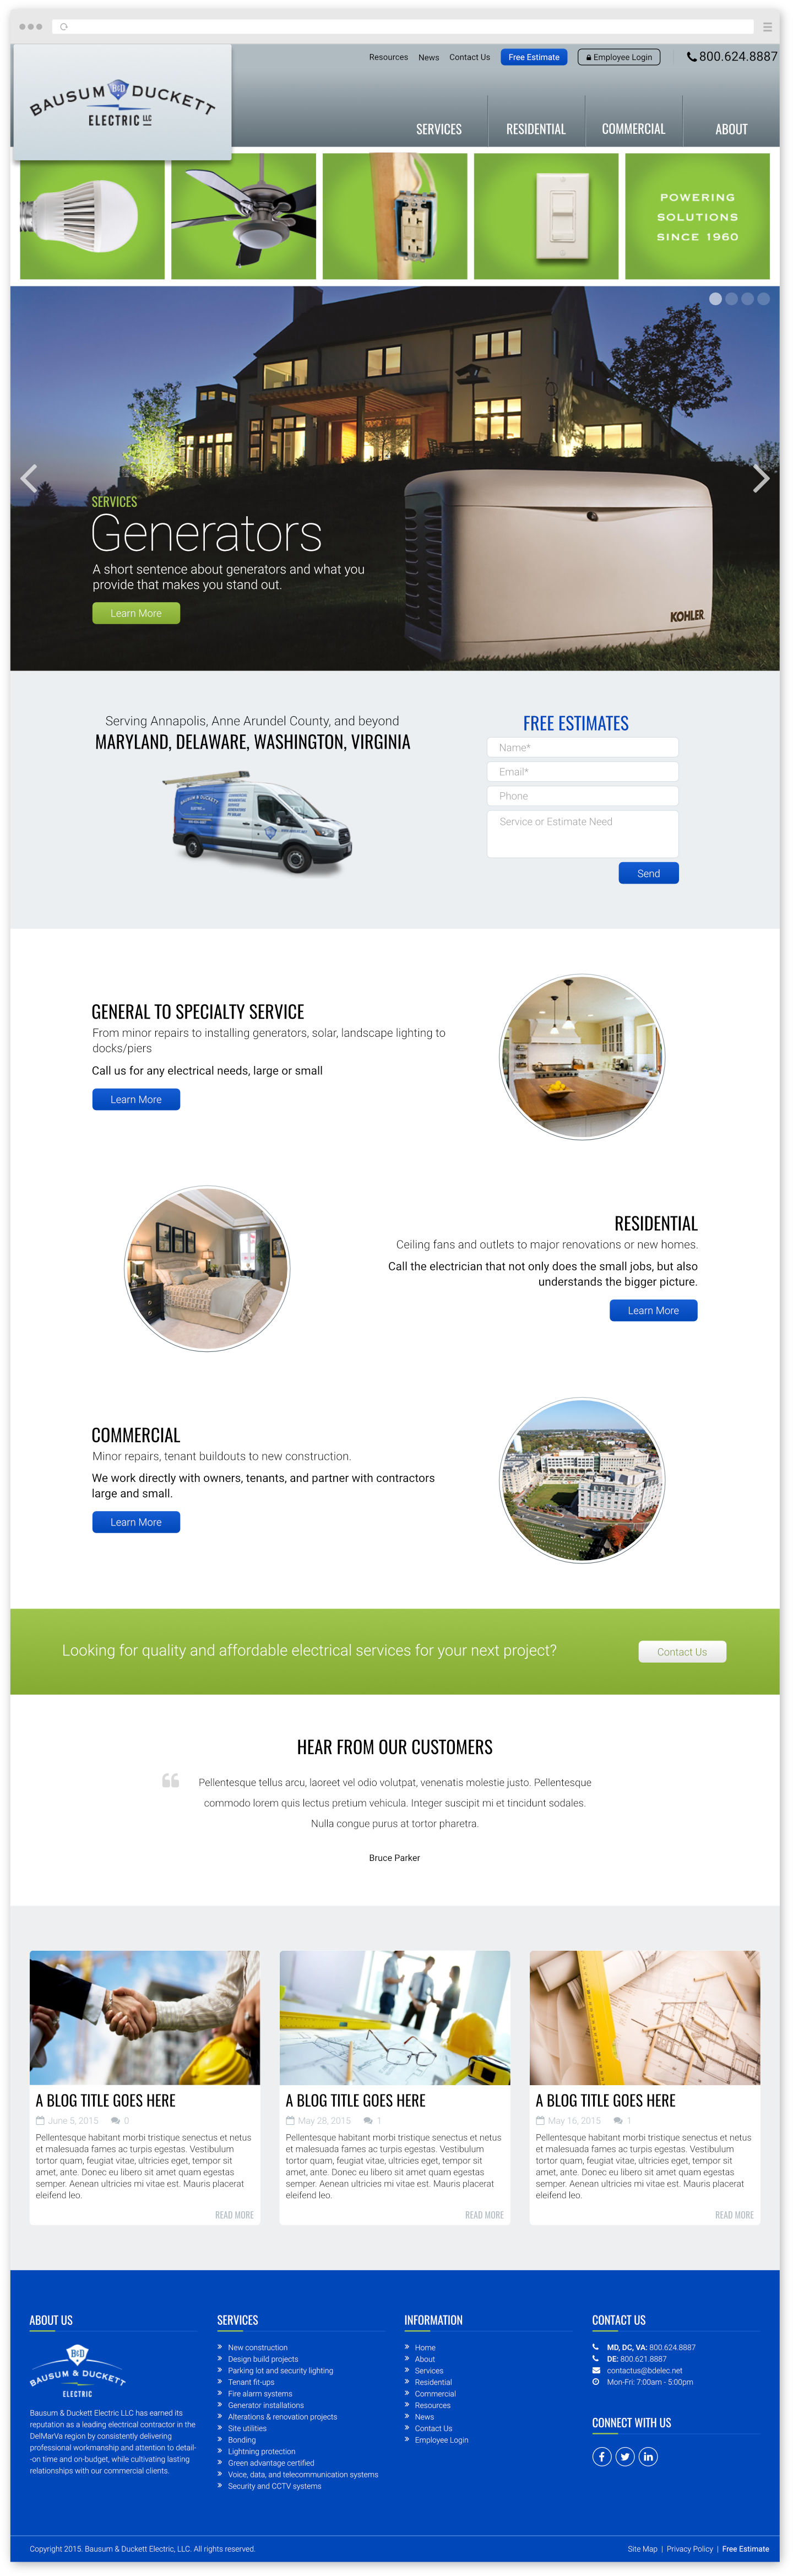 Resources News Contact Us Free Estimate Employee Login 800.624.8887
BAUSUM B&D DUCKETT
ELECTRIC LLC
SERVICES RESIDENTIAL COMMERCIAL ABOUT
POWERING
SOLUTIONS
SINCE 1960
SERVICES
Generators
A short sentence about generators and what you
provide that makes you stand out.
Learn More
KOHLER
Serving Annapolis, Anne Arundel County, and beyond
MARYLAND, DELAWARE, WASHINGTON, VIRGINIA
FREE ESTIMATES
Name*
Email*
Phone
Service or Estimate Need
Send
GENERAL TO SPECIALTY SERVICE
From minor repairs to installing generators, solar, landscape lighting to
docks/piers
Call us for any electrical needs, large or small
Learn More
RESIDENTIAL
Ceiling fans and outlets to major renovations or new homes.
Call the electrician that not only does the small jobs, but also
understands the bigger picture.
Learn More
COMMERCIAL
Minor repairs, tenant buildouts to new construction.
We work directly with owners, tenants, and partner with contractors
large and small.
Learn More
Looking for quality and affordable electrical services for your next project?
Contact Us
HEAR FROM OUR CUSTOMERS
Pellentesque tellus arcu, laoreet vel odio volutpat, venenatis molestie justo. Pellentesque
commodo lorem quis lectus pretium vehicula. Integer suscipit mi et tincidunt sodales.
Nulla congue purus at tortor pharetra.
Bruce Parker
A BLOG TITLE GOES HERE
June 5, 2015 0
Pellentesque habitant morbi tristique senectus et netus
et malesuada fames ac turpis egestas. Vestibulum
tortor quam, feugiat vitae, ultricies eget, tempor sit
amet, ante. Donec eu libero sit amet quam egestas
semper. Aenean ultricies mi vitae est. Mauris placerat
eleifend leo.
READ MORE
A BLOG TITLE GOES HERE
May 28, 2015 1
Pellentesque habitant morbi tristique senectus et netus
et malesuada fames ac turpis egestas. Vestibulum
tortor quam, feugiat vitae, ultricies eget, tempor sit
amet, ante. Donec eu libero sit amet quam egestas
semper. Aenean ultricies mi vitae est. Mauris placerat
eleifend leo.
READ MORE
A BLOG TITLE GOES HERE
May 16, 2015 1
Pellentesque habitant morbi tristique senectus et netus
et malesuada fames ac turpis egestas. Vestibulum
tortor quam, feugiat vitae, ultricies eget, tempor sit
amet, ante. Donec eu libero sit amet quam egestas
semper. Aenean ultricies mi vitae est. Mauris placerat
eleifend leo.
READ MORE
ABOUT US
B&D
BAUSUM & DUCKETT
ELECTRIC
Bausum & Duckett Electric LLC has earned its
reputation as a leading electrical contractor in the
DelMarVa region by consistently delivering
professional workmanship and attention to detail-
-on time and on-budget, while cultivating lasting
relationships with our commercial clients.
SERVICES
New construction
Design build projects
Parking lot and security lighting
Tenant fit-ups
Fire alarm systems
Generator installations
Alterations & renovation projects
Site utilities
Bonding
Lightning protection
Green advantage certified
Voice, data, and telecommunication systems
Security and CCTV systems
INFORMATION
Home
About
Services
Residential
Commercial
Resources
News
Contact Us
Employee Login
CONTACT US
MD, DC, VA: 800.624.8887
DE: 800.621.8887
contactus@bdelec.net
Mon-Fri: 7:00am - 5:00pm
CONNECT WITH US
Copyright 2015. Bausum & Duckett Electric, LLC. All rights reserved.
Site Map | Privacy Policy | Free Estimate